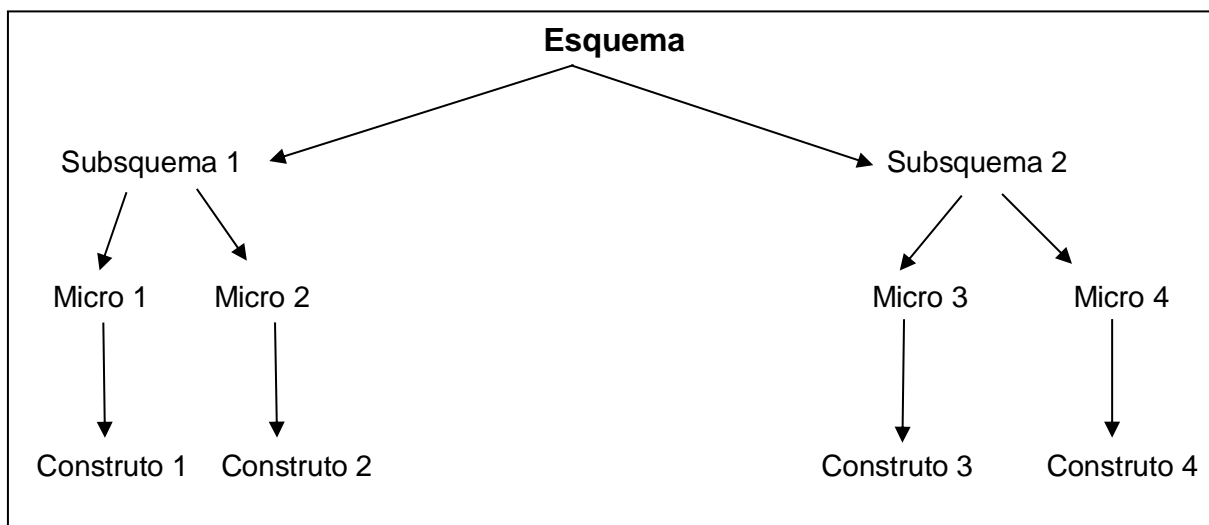 Esquema
Subsquema 1 Subsquema 2
Micro 1 Micro 2 Micro 3 Micro 4
Construto 1 Construto 2 Construto 3 Construto 4